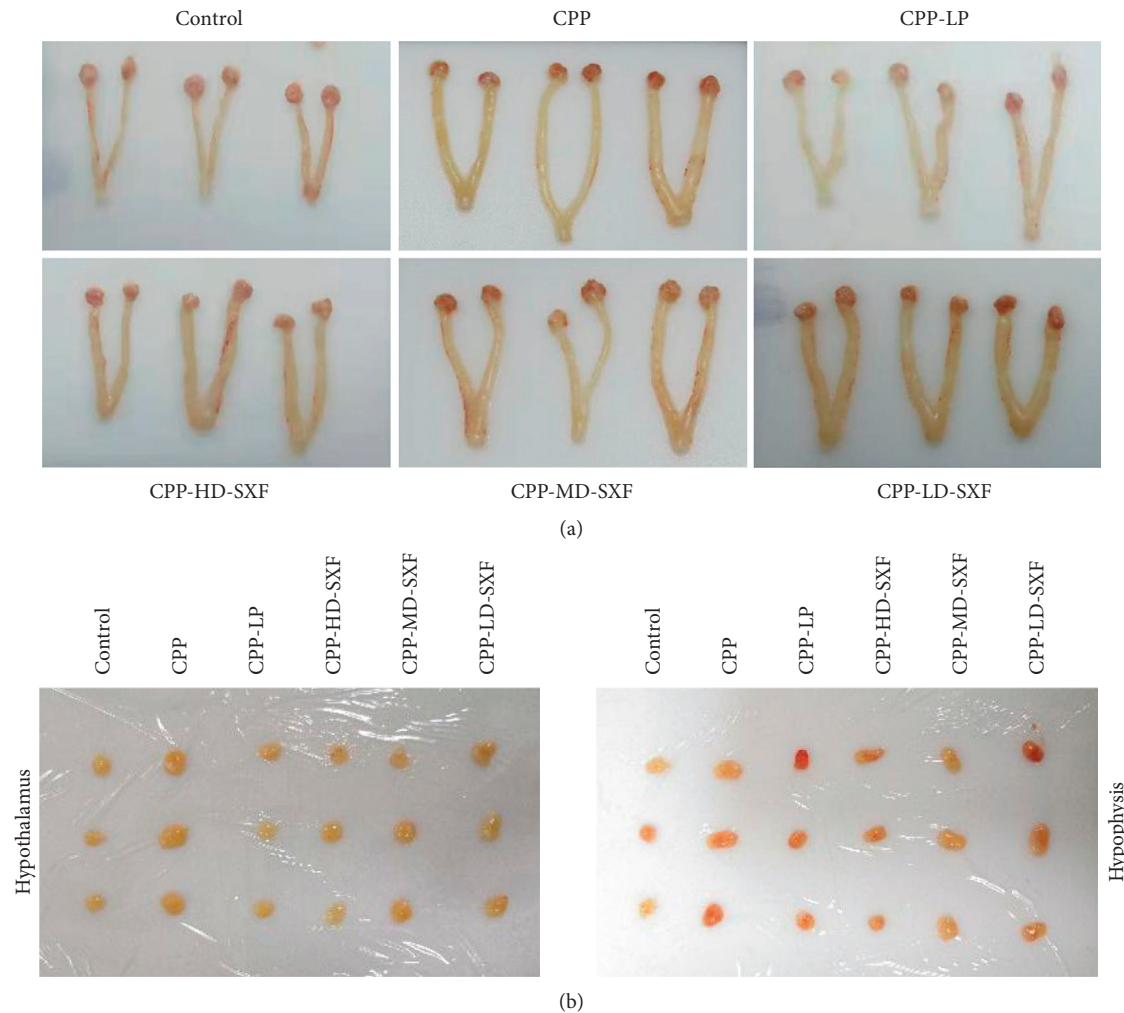 Control CPP CPP-LP
CPP-HD-SXF CPP-MD-SXF CPP-LD-SXF
(a)
Control CPP CPP-LP CPP-HD-SXF CPP-MD-SXF CPP-LD-SXF
Hypothalamus
Control CPP CPP-LP CPP-HD-SXF CPP-MD-SXF CPP-LD-SXF
Hypophysis
(b)